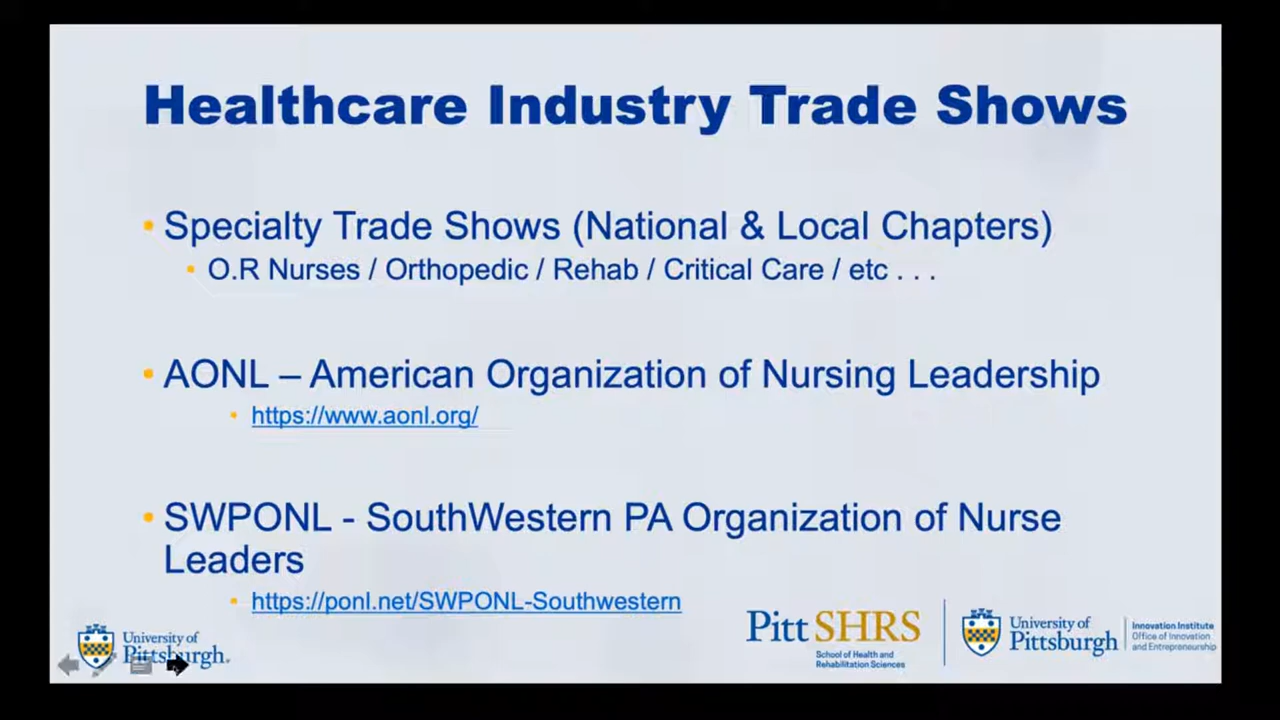 Healthcare Industry Trade Shows
• Specialty Trade Shows (National & Local Chapters)
• O.R Nurses / Orthopedic / Rehab / Critical Care / etc . . .
• AONL – American Organization of Nursing Leadership
• https://www.aonl.org/
• SWPONL - SouthWestern PA Organization of Nurse
Leaders
• https://ponl.net/SWPONL-Southwestern
University of
Pittsburgh.
Pitt SHRS
School of Health and
Rehabilitation Sciences
University of
Pittsburgh
Innovation Institute
Office of Innovation
and Entrepreneurship